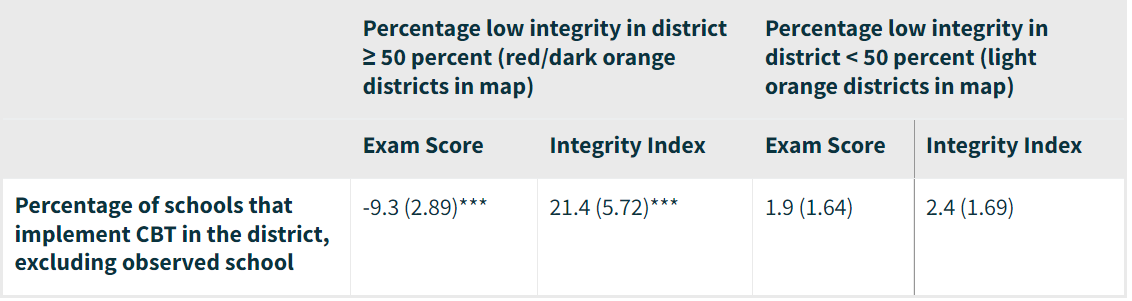 Percentage low integrity in district
≥ 50 percent (red/dark orange
districts in map)
Percentage low integrity in
district < 50 percent (light
orange districts in map)
Exam Score
Integrity Index
Exam Score
Integrity Index
Percentage of schools that
implement CBT in the district,
excluding observed school
-9.3 (2.89)***
21.4 (5.72)***
1.9 (1.64)
2.4 (1.69)